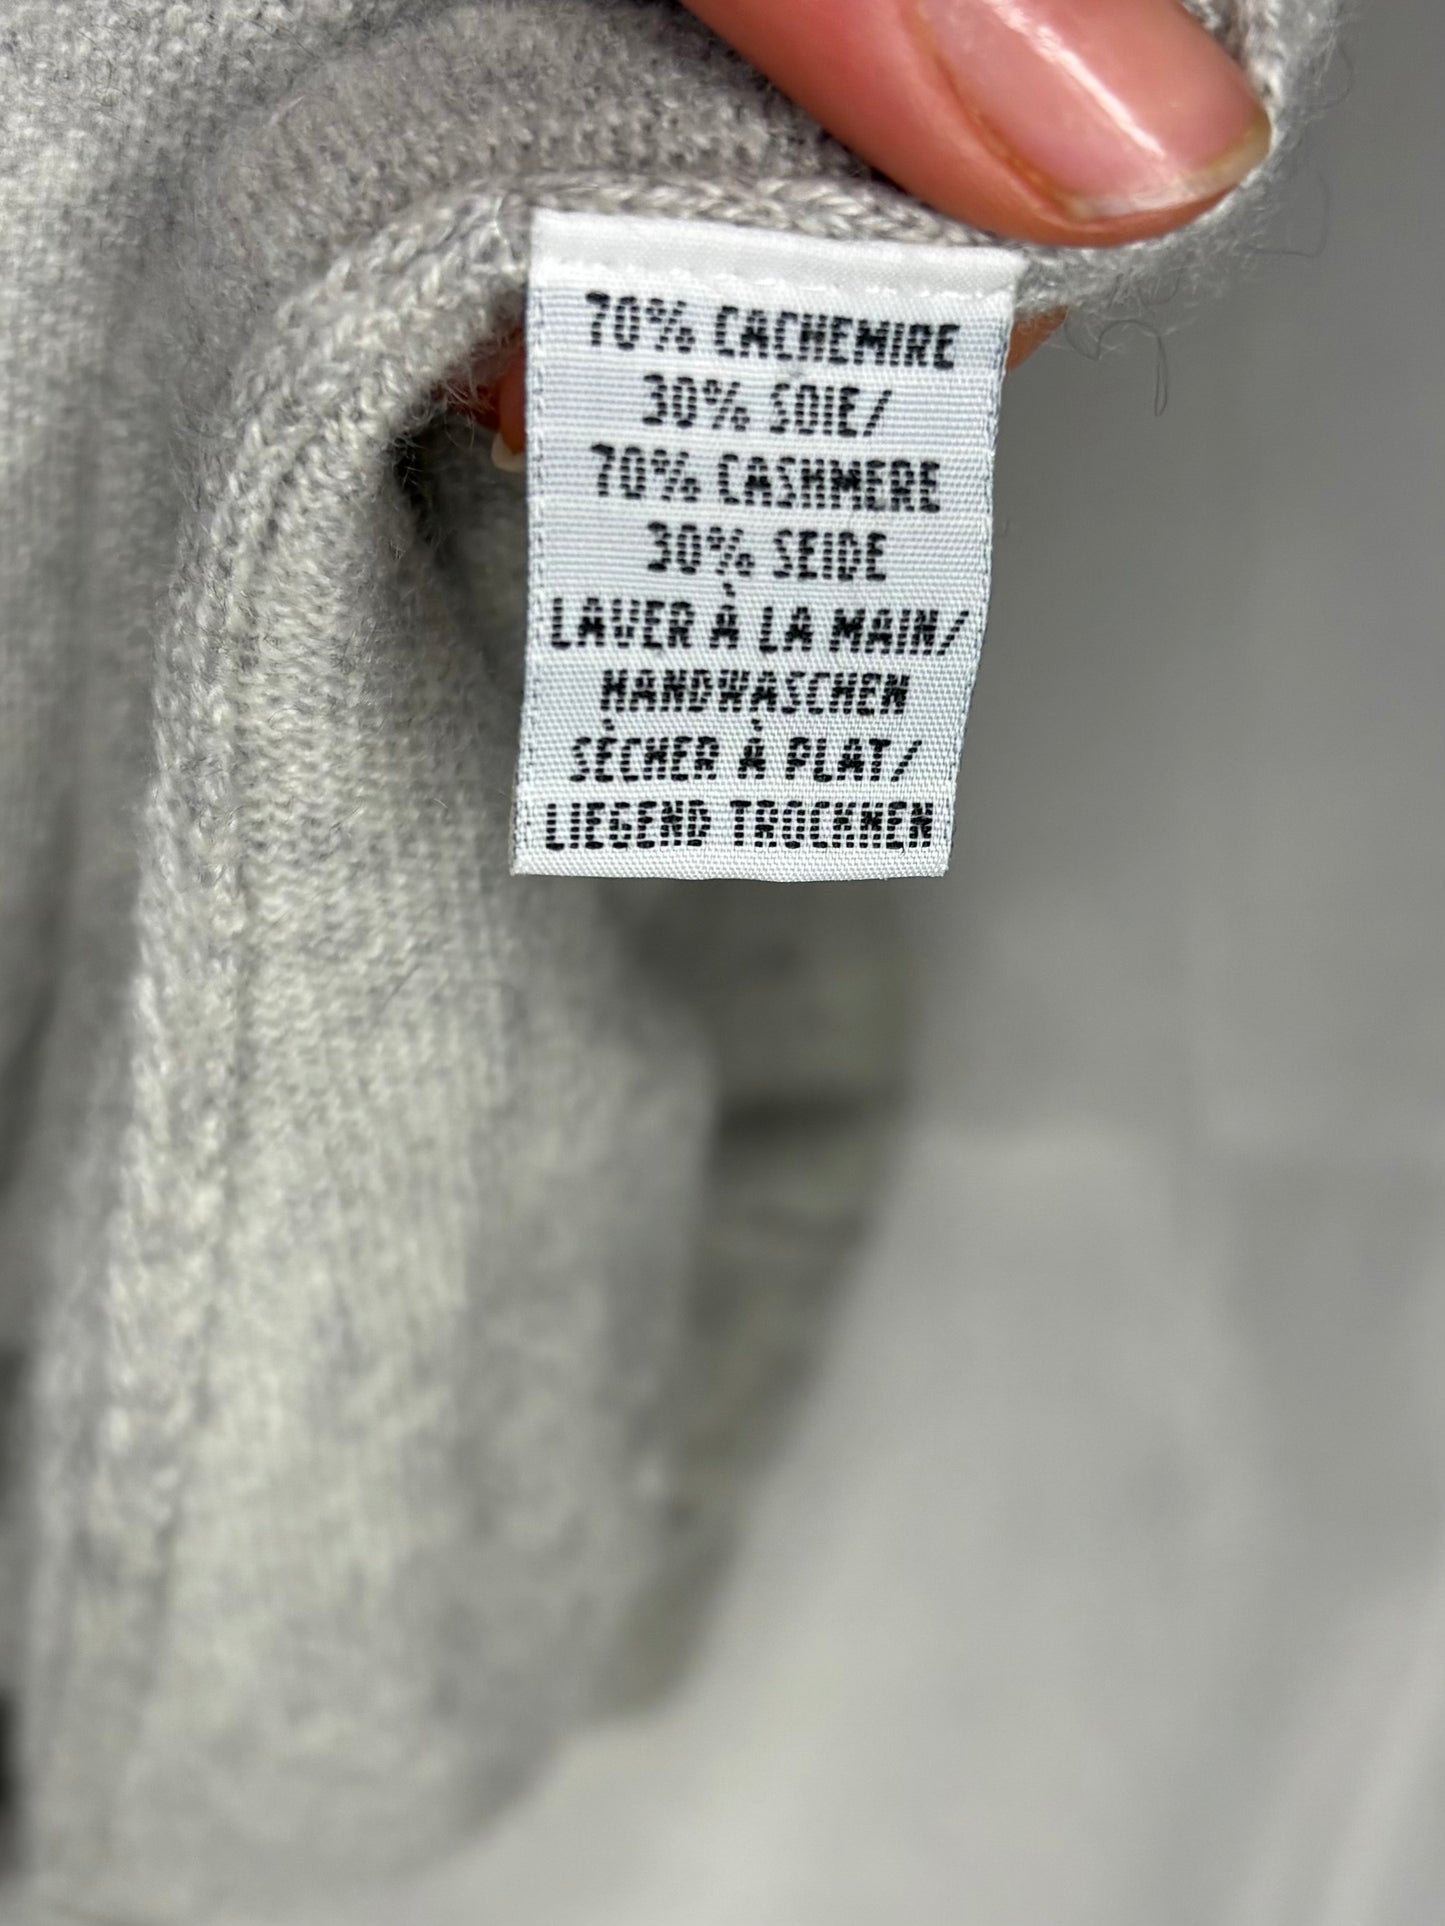 70% CACHEMIRE
30% SOIE/
70% CASHMERE
30% SEIDE
LAVER À LA MAIN/
HANDWASCHEN
SÈCHER À PLAT/
LIEGEND TROCKNEN